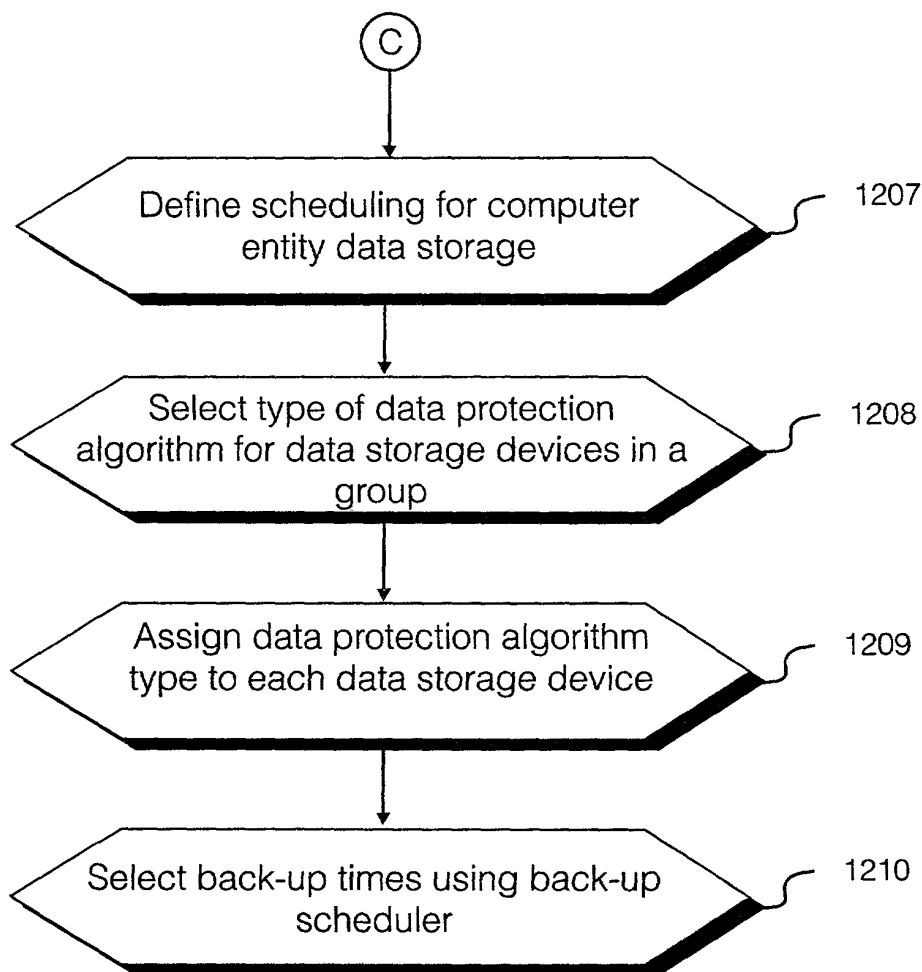 C
Define scheduling for computer
entity data storage
1207
Select type of data protection
algorithm for data storage devices in a
group
1208
Assign data protection algorithm
type to each data storage device
1209
Select back-up times using back-up
scheduler
1210